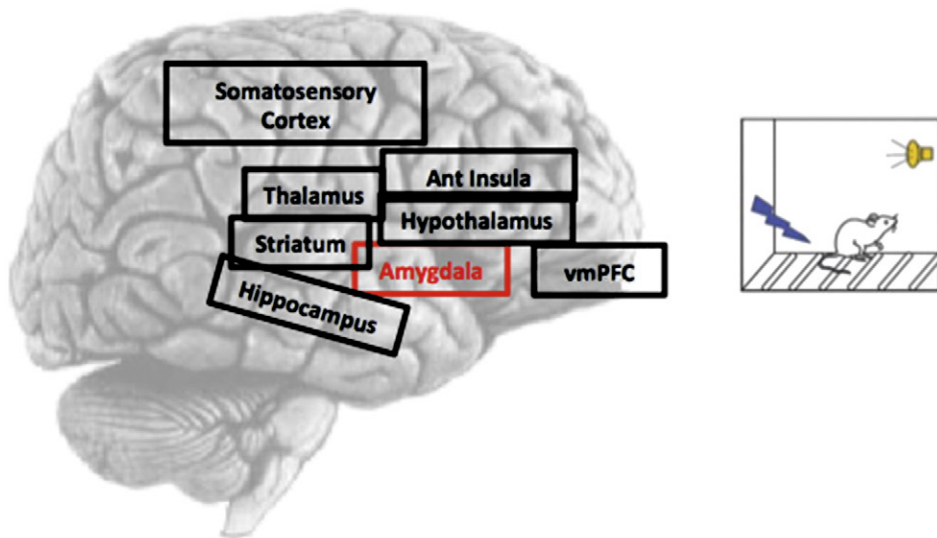 Somatosensory
Cortex
Ant Insula
Thalamus
Hypothalamus
Striatum
Amygdala
vmPFC
Hippocampus